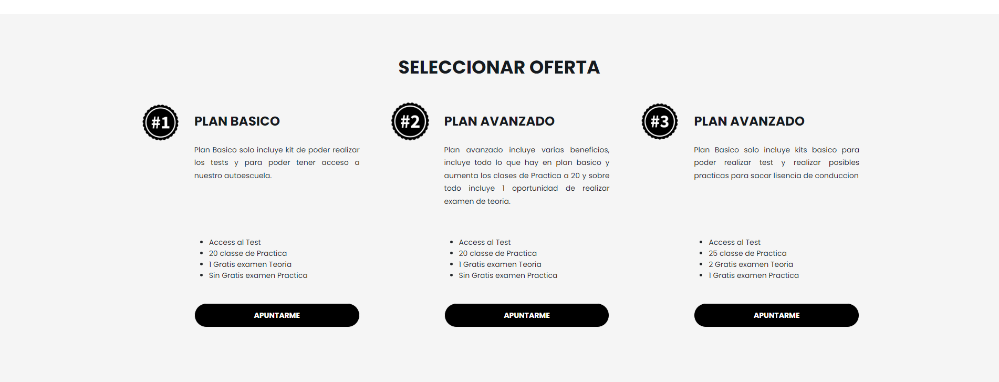 SELECCIONAR OFERTA
#1
PLAN BASICO
Plan Basico solo incluye kit de poder realizar
los tests y para poder tener acceso a
nuestro autoescuela.
Access al Test
20 classe de Practica
1 Gratis examen Teoria
Sin Gratis examen Practica
APUNTARME
#2
PLAN AVANZADO
Plan avanzado incluye varias beneficios,
incluye todo lo que hay en plan basico y
aumenta los clases de Practica a 20 y sobre
todo incluye 1 oportunidad de realizar
examen de teoria.
Access al Test
20 classe de Practica
1 Gratis examen Teoria
Sin Gratis examen Practica
APUNTARME
#3
PLAN AVANZADO
Plan Basico solo incluye kits basico para
poder realizar test y realizar posibles
practicas para sacar lisencia de conduccion
Access al Test
25 classe de Practica
2 Gratis examen Teoria
1 Gratis examen Practica
APUNTARME